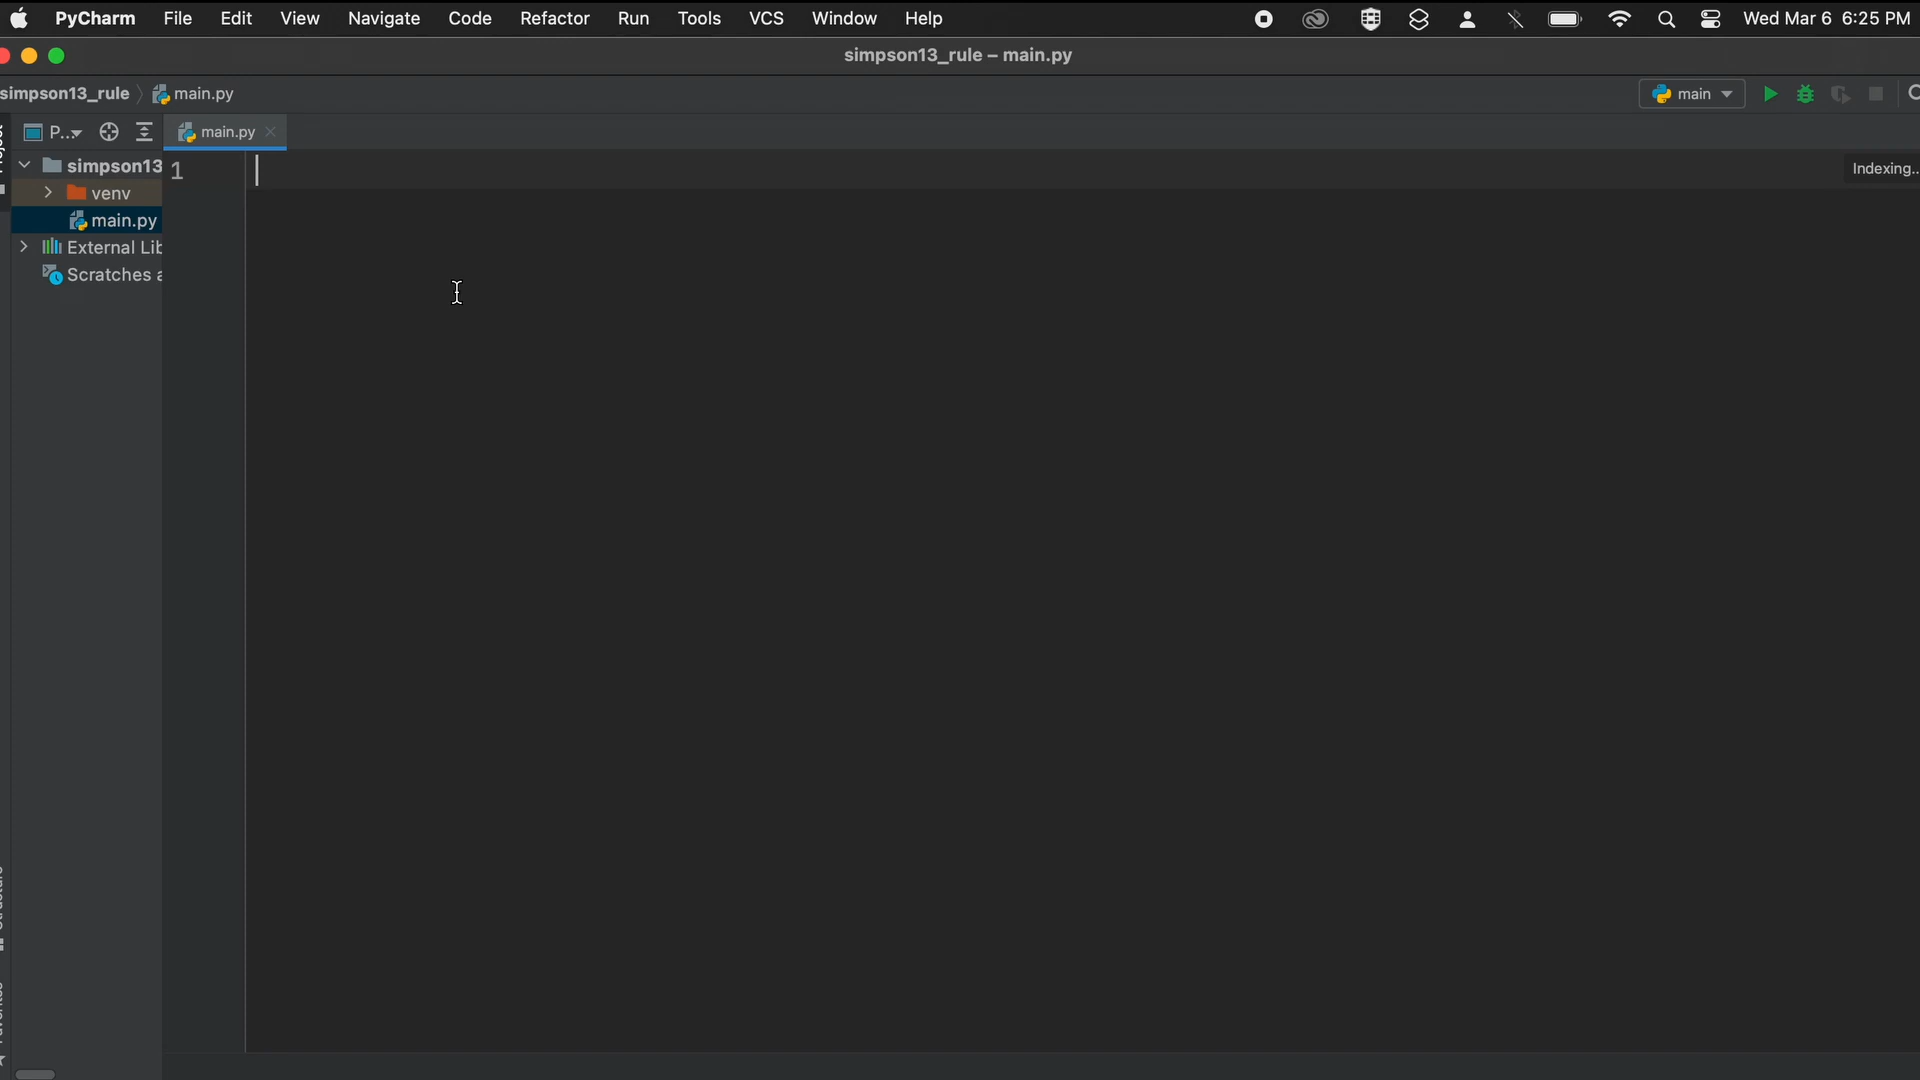 PyCharm File Edit View Navigate Code Refactor Run Tools VCS Window Help Wed Mar 6 6:25 PM
simpson13_rule – main.py
simpson13_rule main.py main
P... main.py
simpson13 1 Indexing..
venv
main.py
External Lib
Scratches a